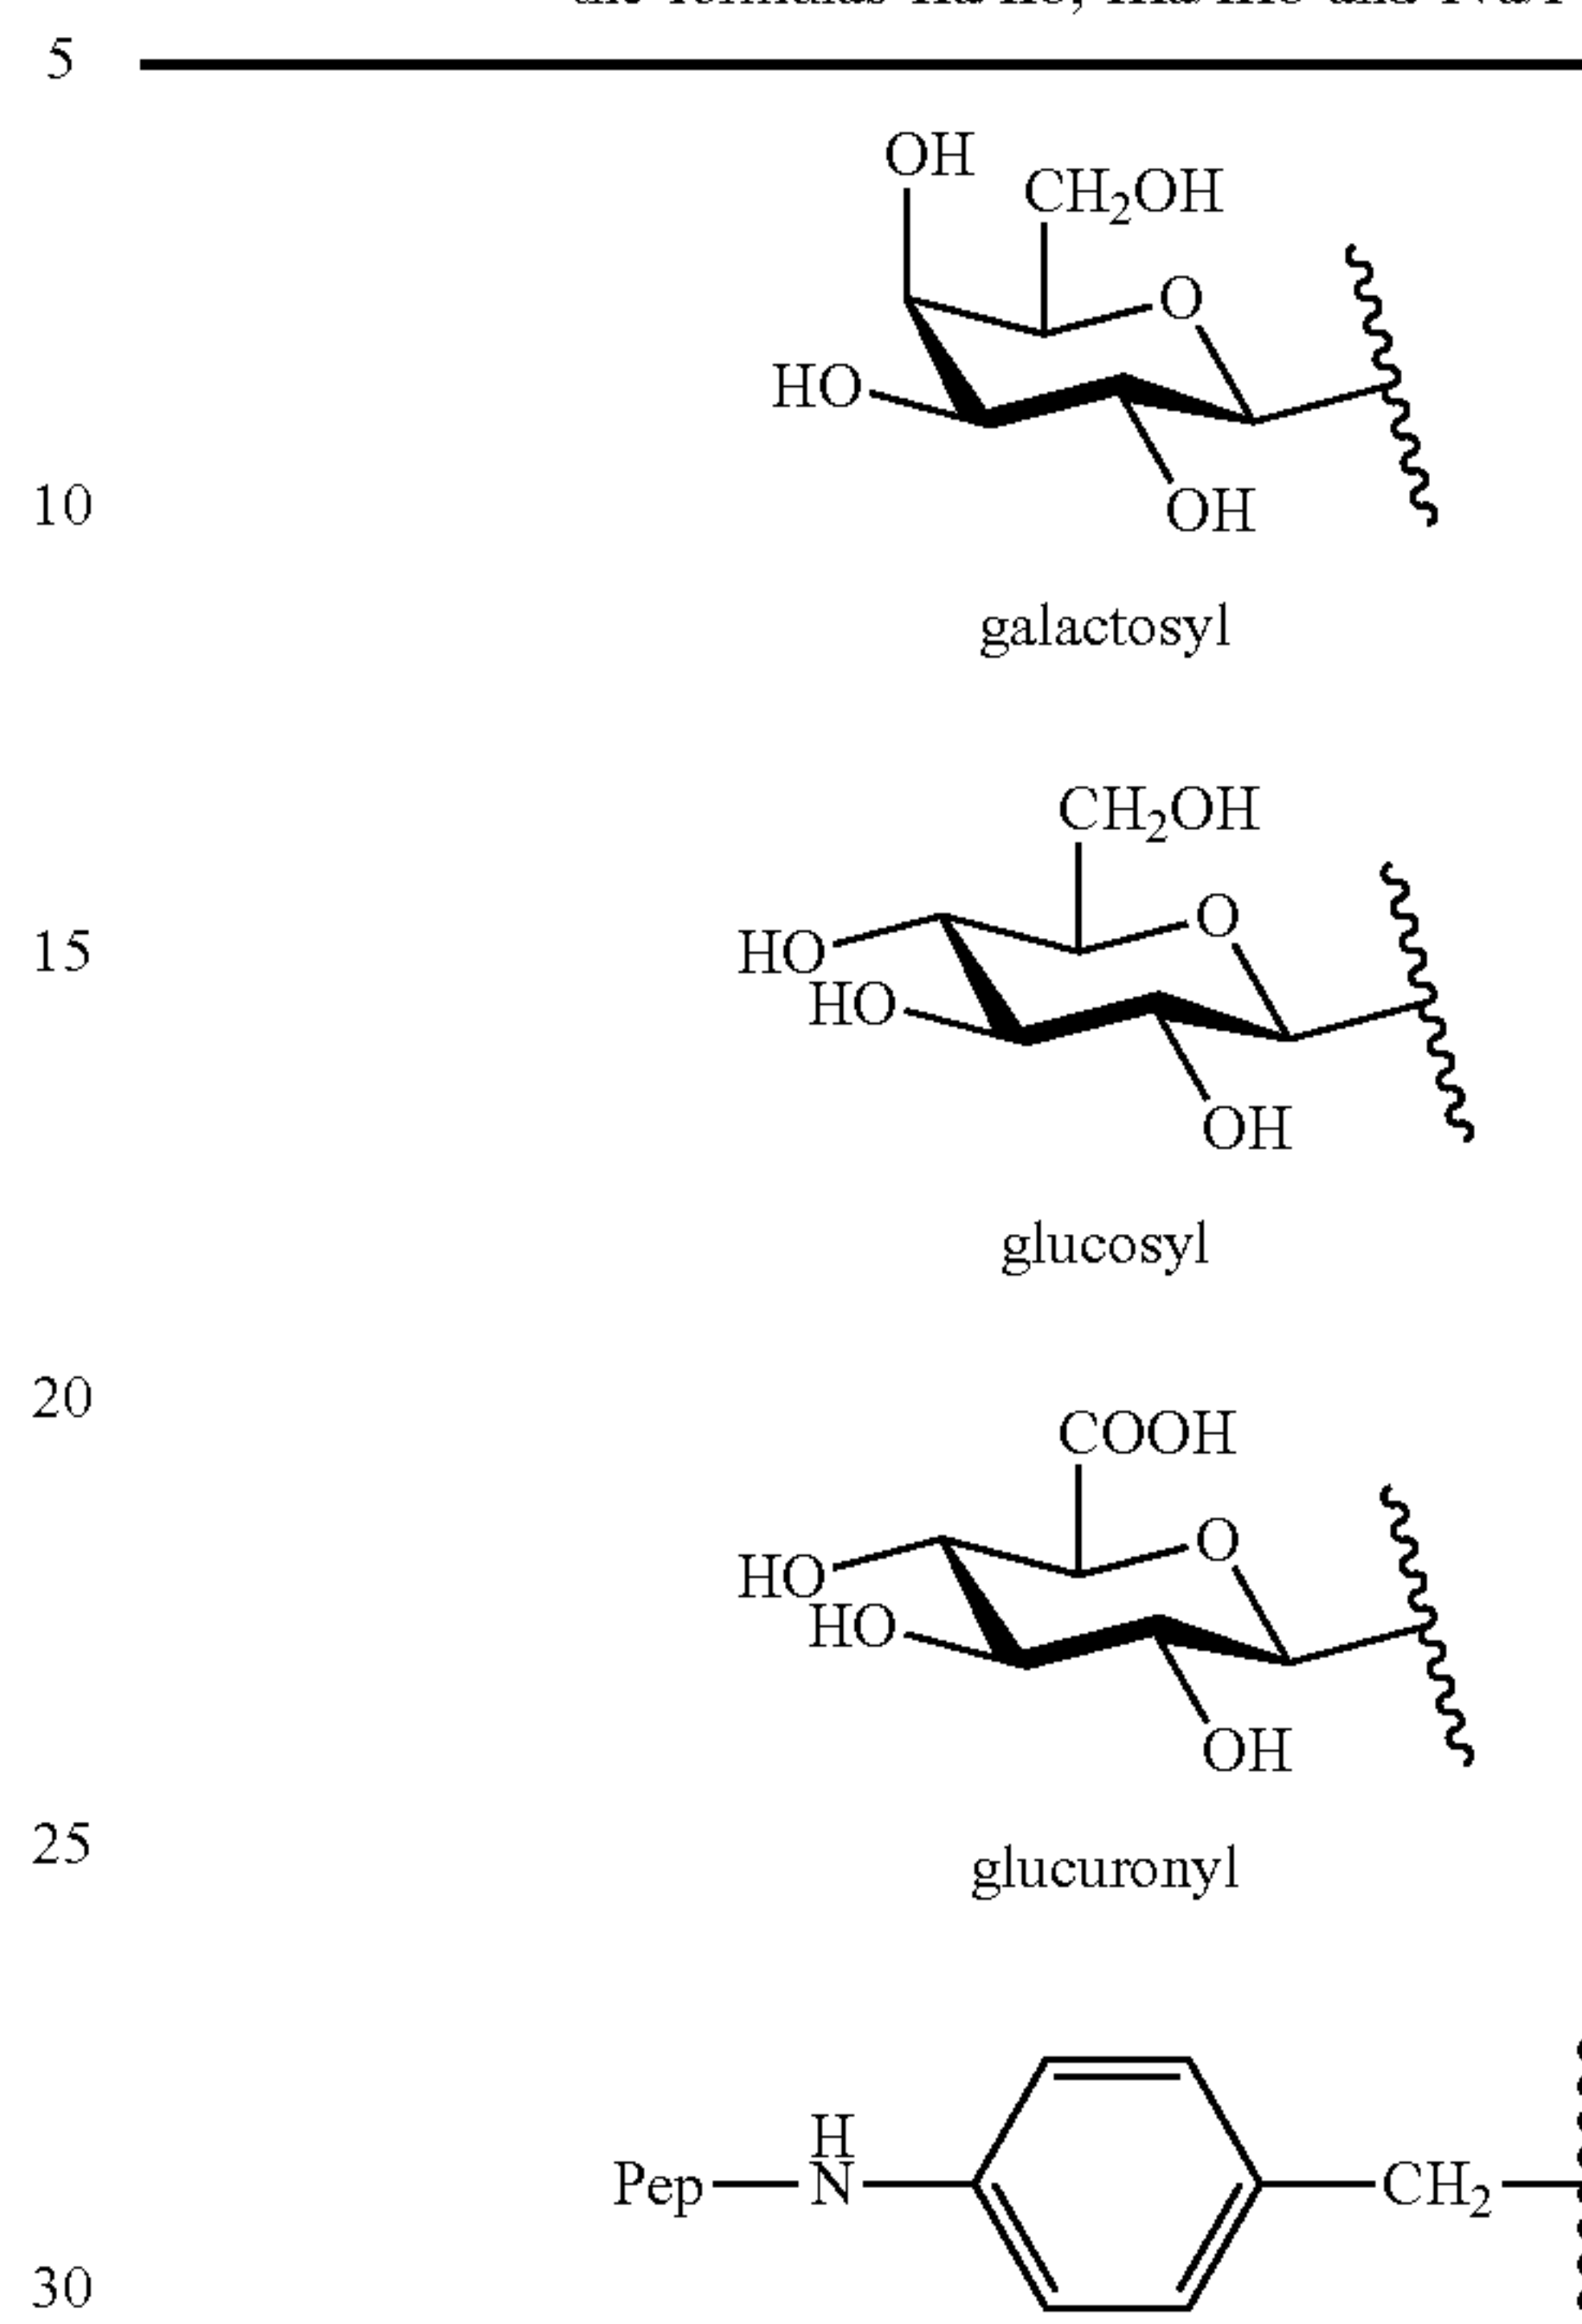 5
OH
CH₂OH
O
HO
10
OH
galactosyl
CH₂OH
O
15
HO
HO
OH
glucosyl
20
COOH
O
HO
HO
OH
25
glucuronyl
H
Pep N CH₂
30